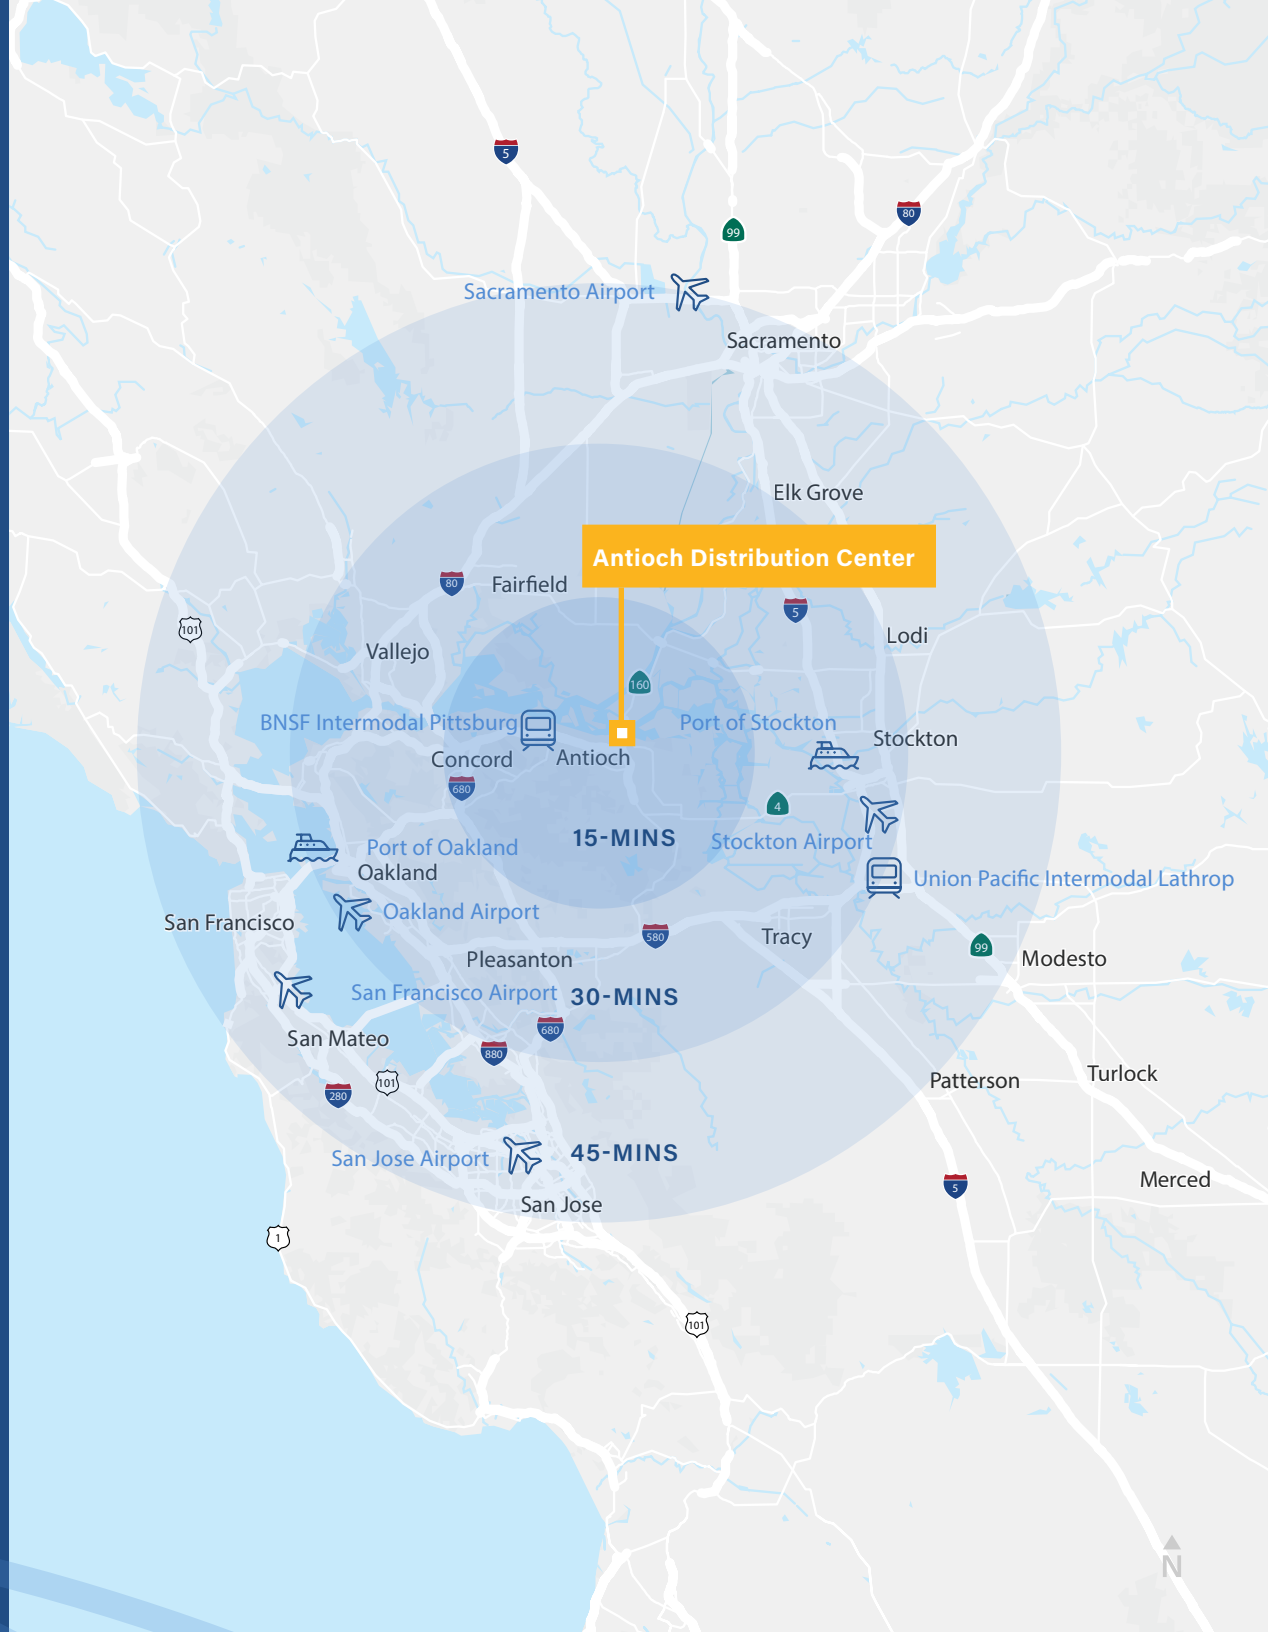 5
80
99
Sacramento Airport
Sacramento
Elk Grove
Antioch Distribution Center
80
Fairfield
5
101
Lodi
Vallejo
160
BNSF Intermodal Pittsburg
Port of Stockton
Stockton
Concord
Antioch
680
4
15-MINS
Stockton Airport
Port of Oakland
Oakland
Union Pacific Intermodal Lathrop
Oakland Airport
San Francisco
580
Tracy
99
Pleasanton
Modesto
San Francisco Airport
30-MINS
680
San Mateo
880
101
280
Patterson
Turlock
San Jose Airport
45-MINS
Merced
5
San Jose
1
101
N